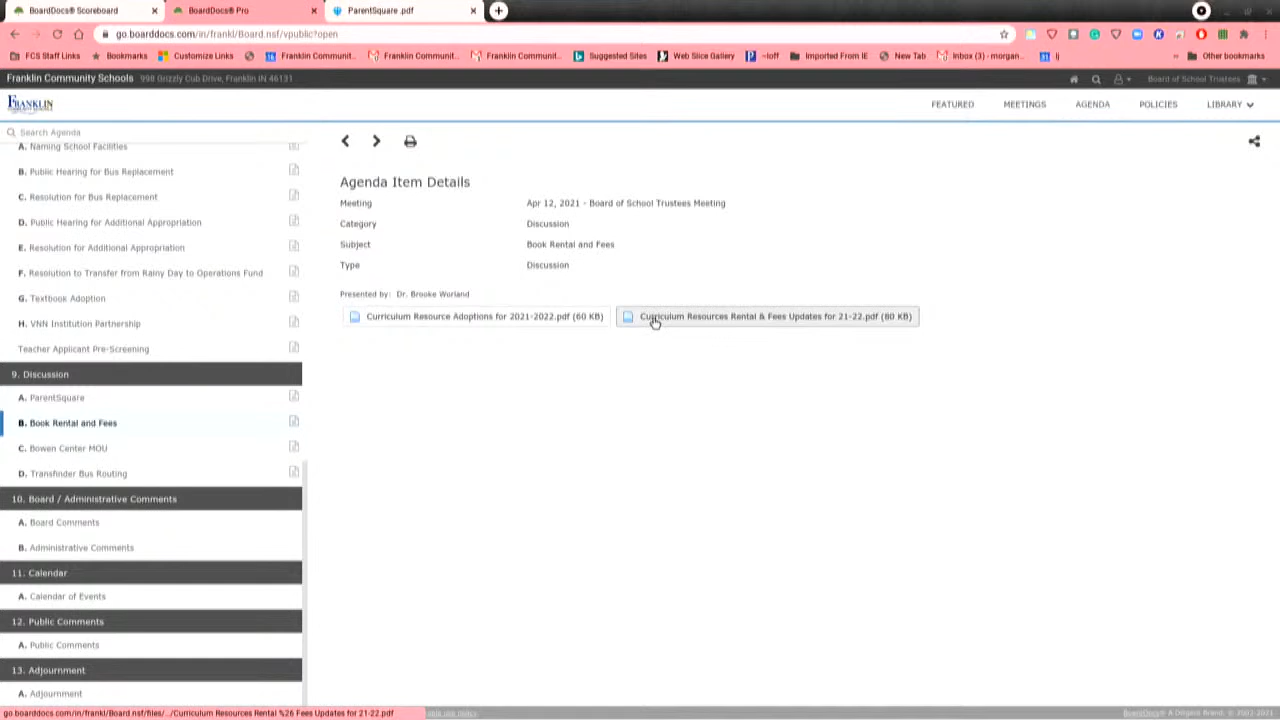 BoardDocs® Scoreboard
BoardDocs® Pro
ParentSquare .pdf
go.boarddocs.com/in/frankl/Board.nsf/vpublic?open
FCS Staff Links
Bookmarks
Customize Links
Franklin Communit...
Franklin Communit...
Franklin Communit...
Suggested Sites
Web Slice Gallery
Imported From IE
New Tab
Inbox (3) - morgan...
Other bookmarks
Franklin Community Schools 998 Grizzly Cub Drive, Franklin IN 46131
Board of School Trustees
FRANKLIN
FEATURED MEETINGS AGENDA POLICIES LIBRARY
Search Agenda
A. Naming School Facilities
B. Public Hearing for Bus Replacement
C. Resolution for Bus Replacement
D. Public Hearing for Additional Appropriation
E. Resolution for Additional Appropriation
F. Resolution to Transfer from Rainy Day to Operations Fund
G. Textbook Adoption
H. VNN Institution Partnership
Teacher Applicant Pre-Screening
9. Discussion
A. ParentSquare
B. Book Rental and Fees
C. Bowen Center MOU
D. Transfinder Bus Routing
10. Board / Administrative Comments
A. Board Comments
B. Administrative Comments
11. Calendar
A. Calendar of Events
12. Public Comments
A. Public Comments
13. Adjournment
A. Adjournment
Agenda Item Details
Meeting Apr 12, 2021 - Board of School Trustees Meeting
Category Discussion
Subject Book Rental and Fees
Type Discussion
Presented by: Dr. Brooke Worland
Curriculum Resource Adoptions for 2021-2022.pdf (60 KB)
Curriculum Resources Rental & Fees Updates for 21-22.pdf (80 KB)
go.boarddocs.com/in/frankl/Board.nsf/files/.../Curriculum Resources Rental %26 Fees Updates for 21-22.pdf
BoardDocs® A Diligent Brand. © 2002-2021